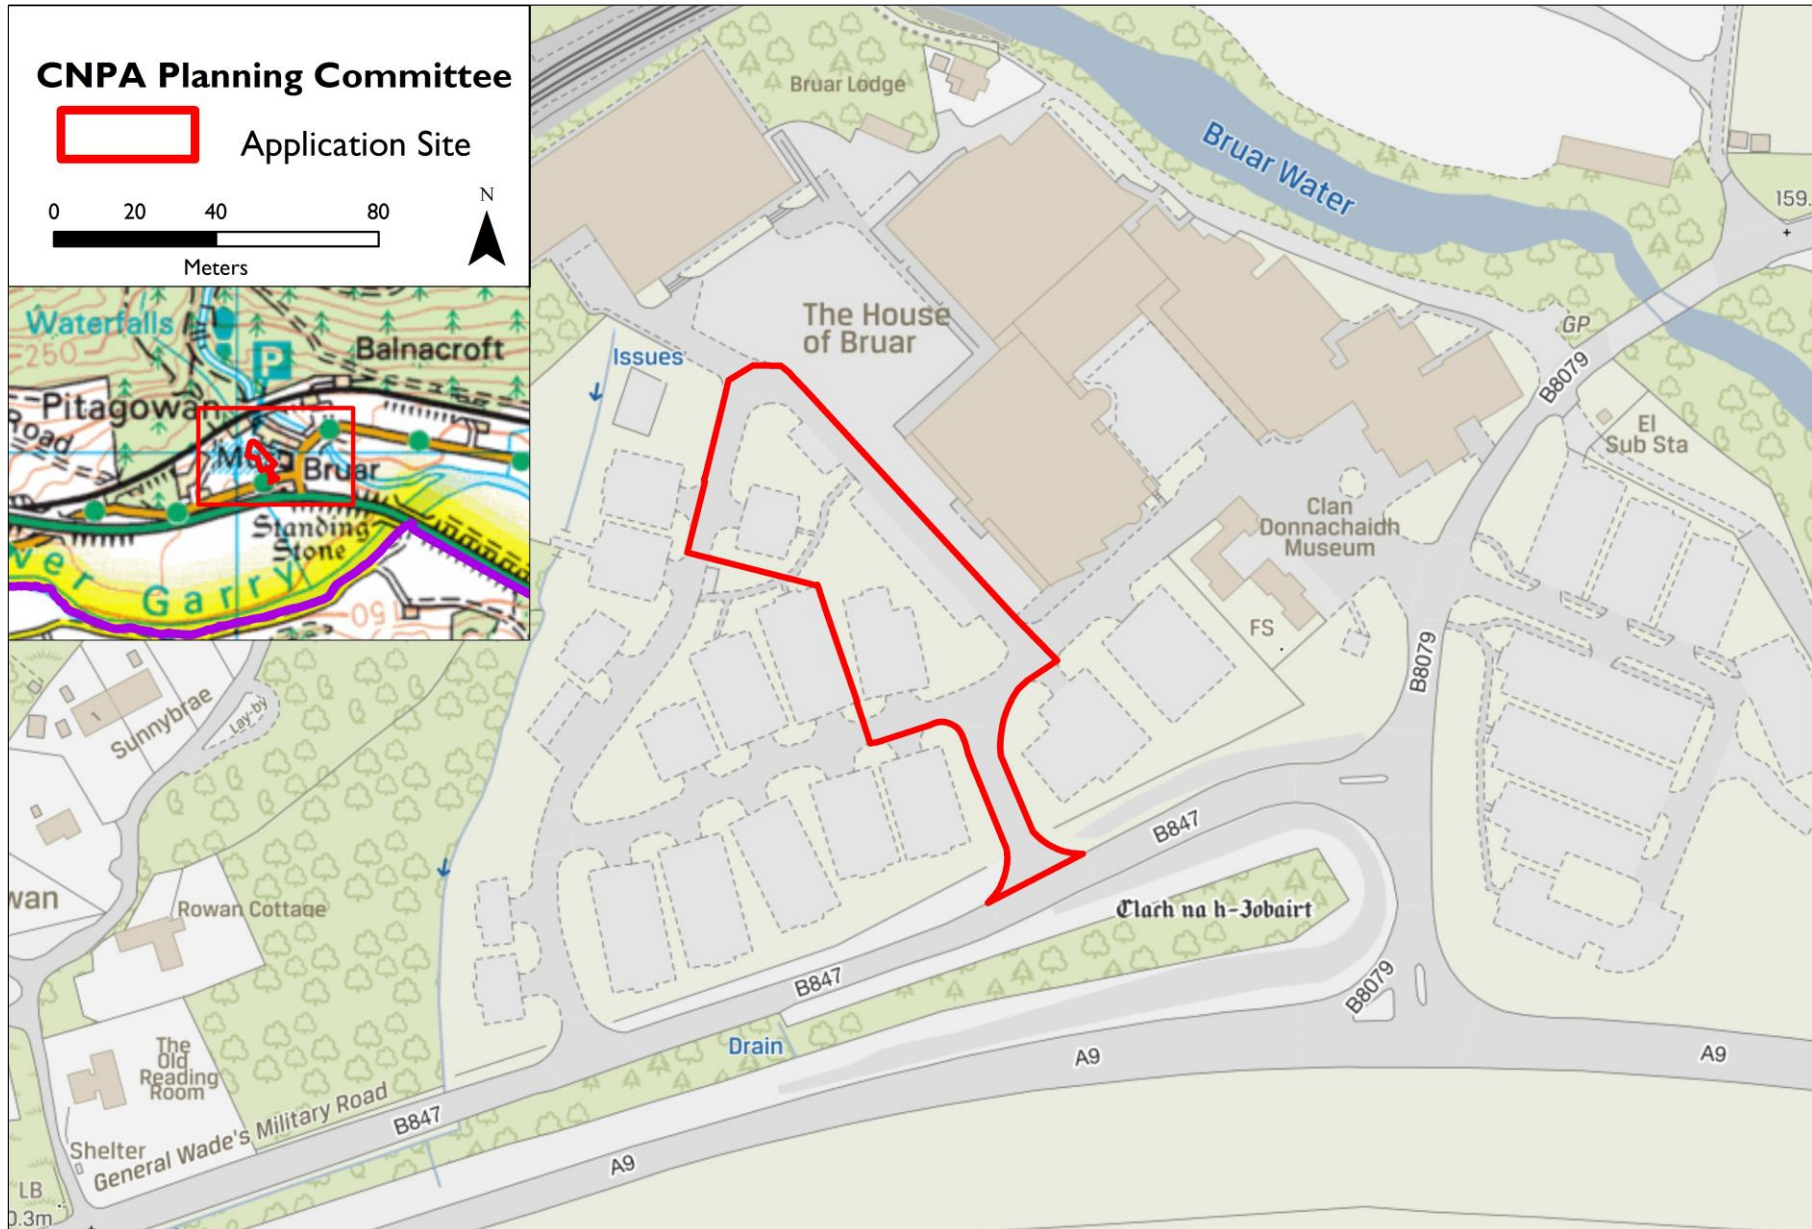 CNPA Planning Committee
Application Site
0 20 40 80
Meters
N
Waterfalls
250
P
Balnacroft
Pitagowan
Road
Bruar
Standing
Stone
ver Garry
150
Bruar Lodge
Bruar Water
159.
The House
of Bruar
Issues
GP
B8079
El
Sub Sta
Clan
Donnachaidh
Museum
FS
B8079
Sunnybrae
Lay-by
B847
Clach na h-Iobairt
wan
Rowan Cottage
B847
B8079
Drain
A9
A9
The
Old
Reading
Room
General Wade's Military Road
B847
Shelter
A9
LB
0.3m